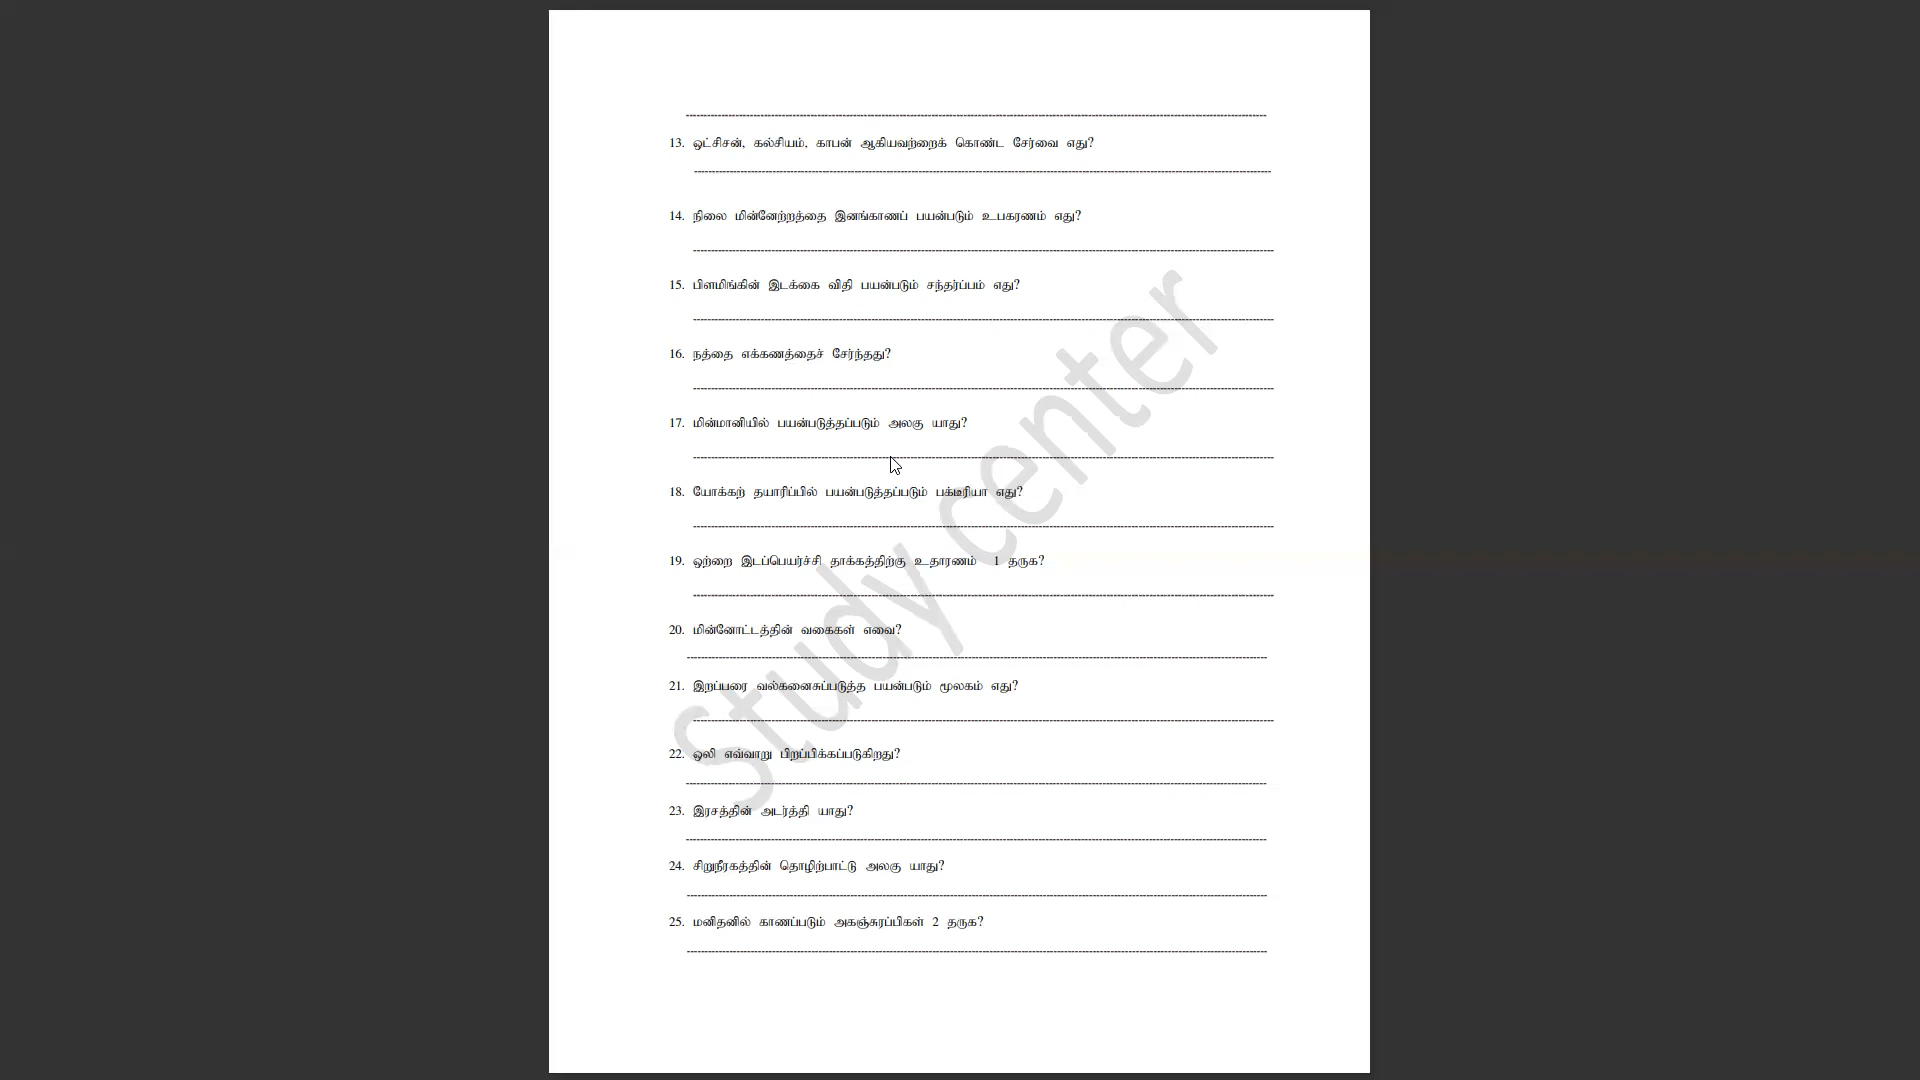 13. ஒட்சிசன், கல்சியம், காபன் ஆகியவற்றைக் கொண்ட சேர்வை எது?
14. நிலை மின்னேற்றத்தை இனங்காணப் பயன்படும் உபகரணம் எது?
15. பிளமிங்கின் இடக்கை விதி பயன்படும் சந்தர்ப்பம் எது?
16. நத்தை எக்கணத்தைச் சேர்ந்தது?
17. மின்மானியில் பயன்படுத்தப்படும் அலகு யாது?
18. யோக்கற் தயாரிப்பில் பயன்படுத்தப்படும் பக்டீரியா எது?
19. ஒற்றை இடப்பெயர்ச்சி தாக்கத்திற்கு உதாரணம் 1 தருக?
20. மின்னோட்டத்தின் வகைகள் எவை?
21. இறப்பரை வல்கனைசுப்படுத்த பயன்படும் மூலகம் எது?
22. ஒலி எவ்வாறு பிறப்பிக்கப்படுகிறது?
23. இரசத்தின் அடர்த்தி யாது?
24. சிறுநீரகத்தின் தொழிற்பாட்டு அலகு யாது?
25. மனிதனில் காணப்படும் அகஞ்சுரப்பிகள் 2 தருக?
Study center